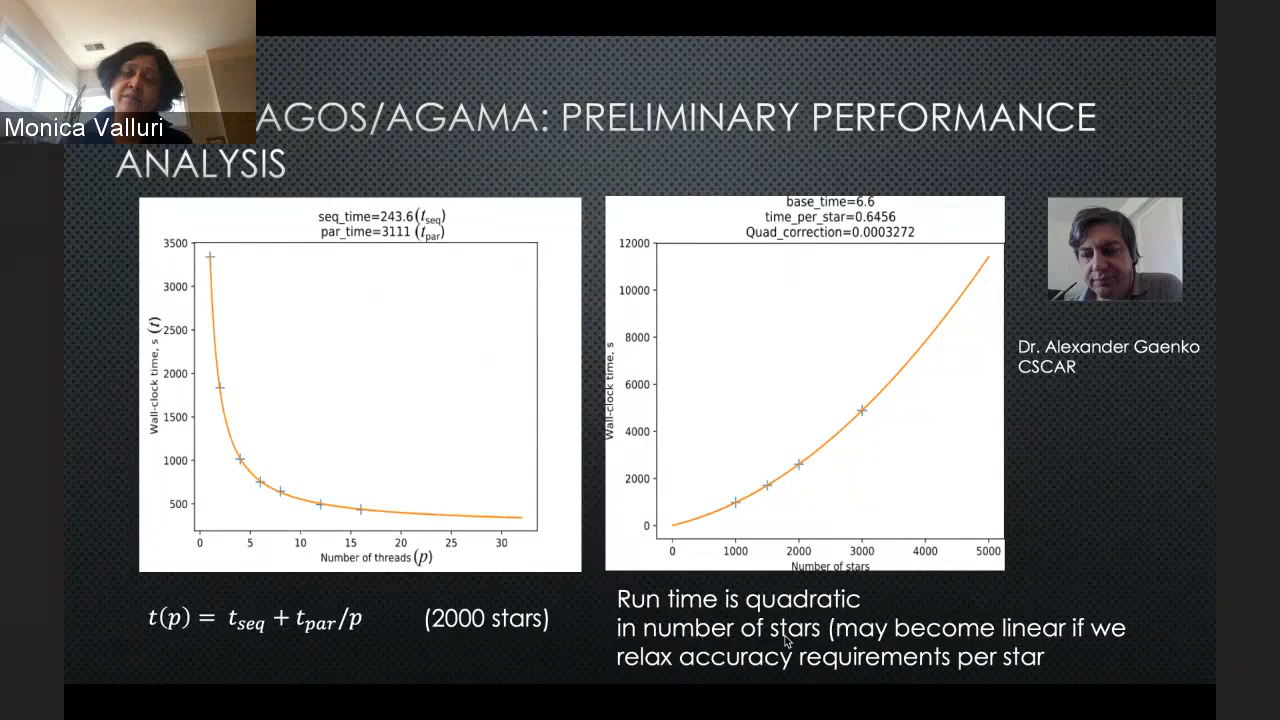 Monica Valluri
AGOS/AGAMA: PRELIMINARY PERFORMANCE
ANALYSIS
seq_time=243.6(t_seq)
par_time=3111 (t_par)
3500
3000
2500
2000
1500
1000
500
Wall-clock time, s (t)
0 5 10 15 20 25 30
Number of threads (p)
base_time=6.6
time_per_star=0.6456
Quad_correction=0.0003272
12000
10000
8000
6000
4000
2000
0
Wall-clock time, s
0 1000 2000 3000 4000 5000
Number of stars
Dr. Alexander Gaenko
CSCAR
t(p) = t_seq + t_par/p (2000 stars)
Run time is quadratic
in number of stars (may become linear if we
relax accuracy requirements per star